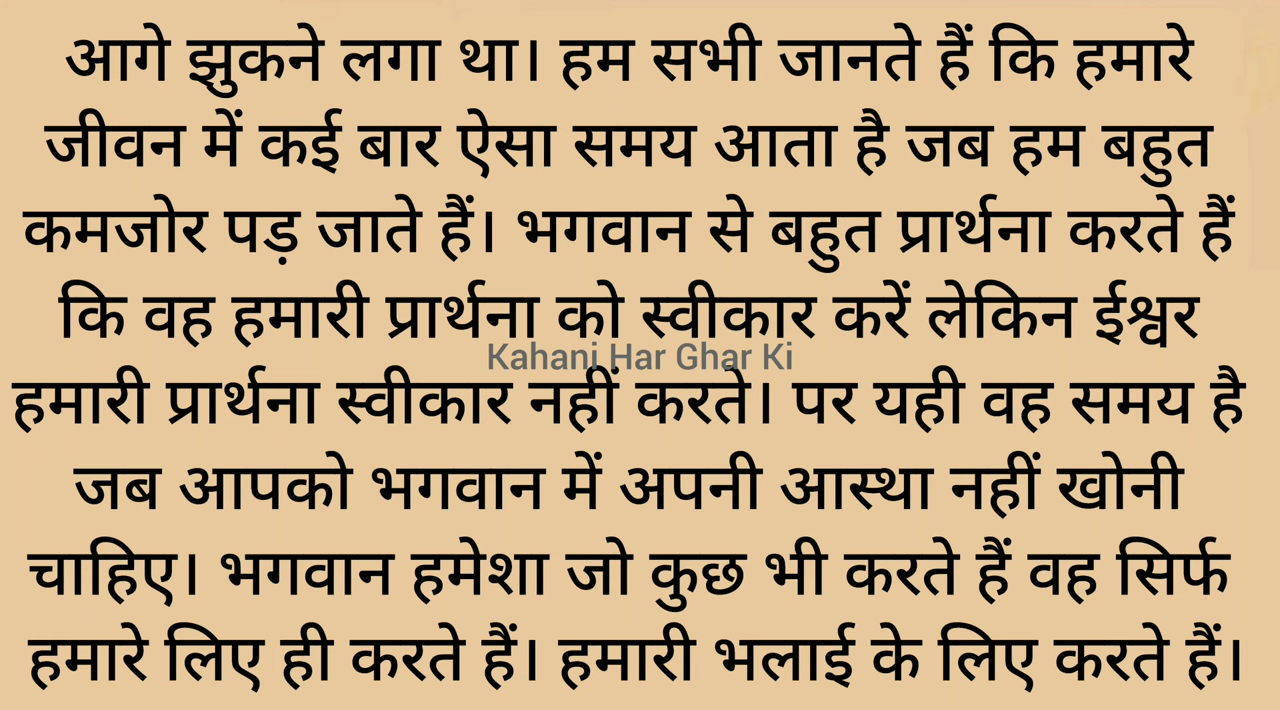 आगे झुकने लगा था। हम सभी जानते हैं कि हमारे
जीवन में कई बार ऐसा समय आता है जब हम बहुत
कमजोर पड़ जाते हैं। भगवान से बहुत प्रार्थना करते हैं
कि वह हमारी प्रार्थना को स्वीकार करें लेकिन ईश्वर
Kahani Har Ghar Ki
हमारी प्रार्थना स्वीकार नहीं करते। पर यही वह समय है
जब आपको भगवान में अपनी आस्था नहीं खोनी
चाहिए। भगवान हमेशा जो कुछ भी करते हैं वह सिर्फ
हमारे लिए ही करते हैं। हमारी भलाई के लिए करते हैं।